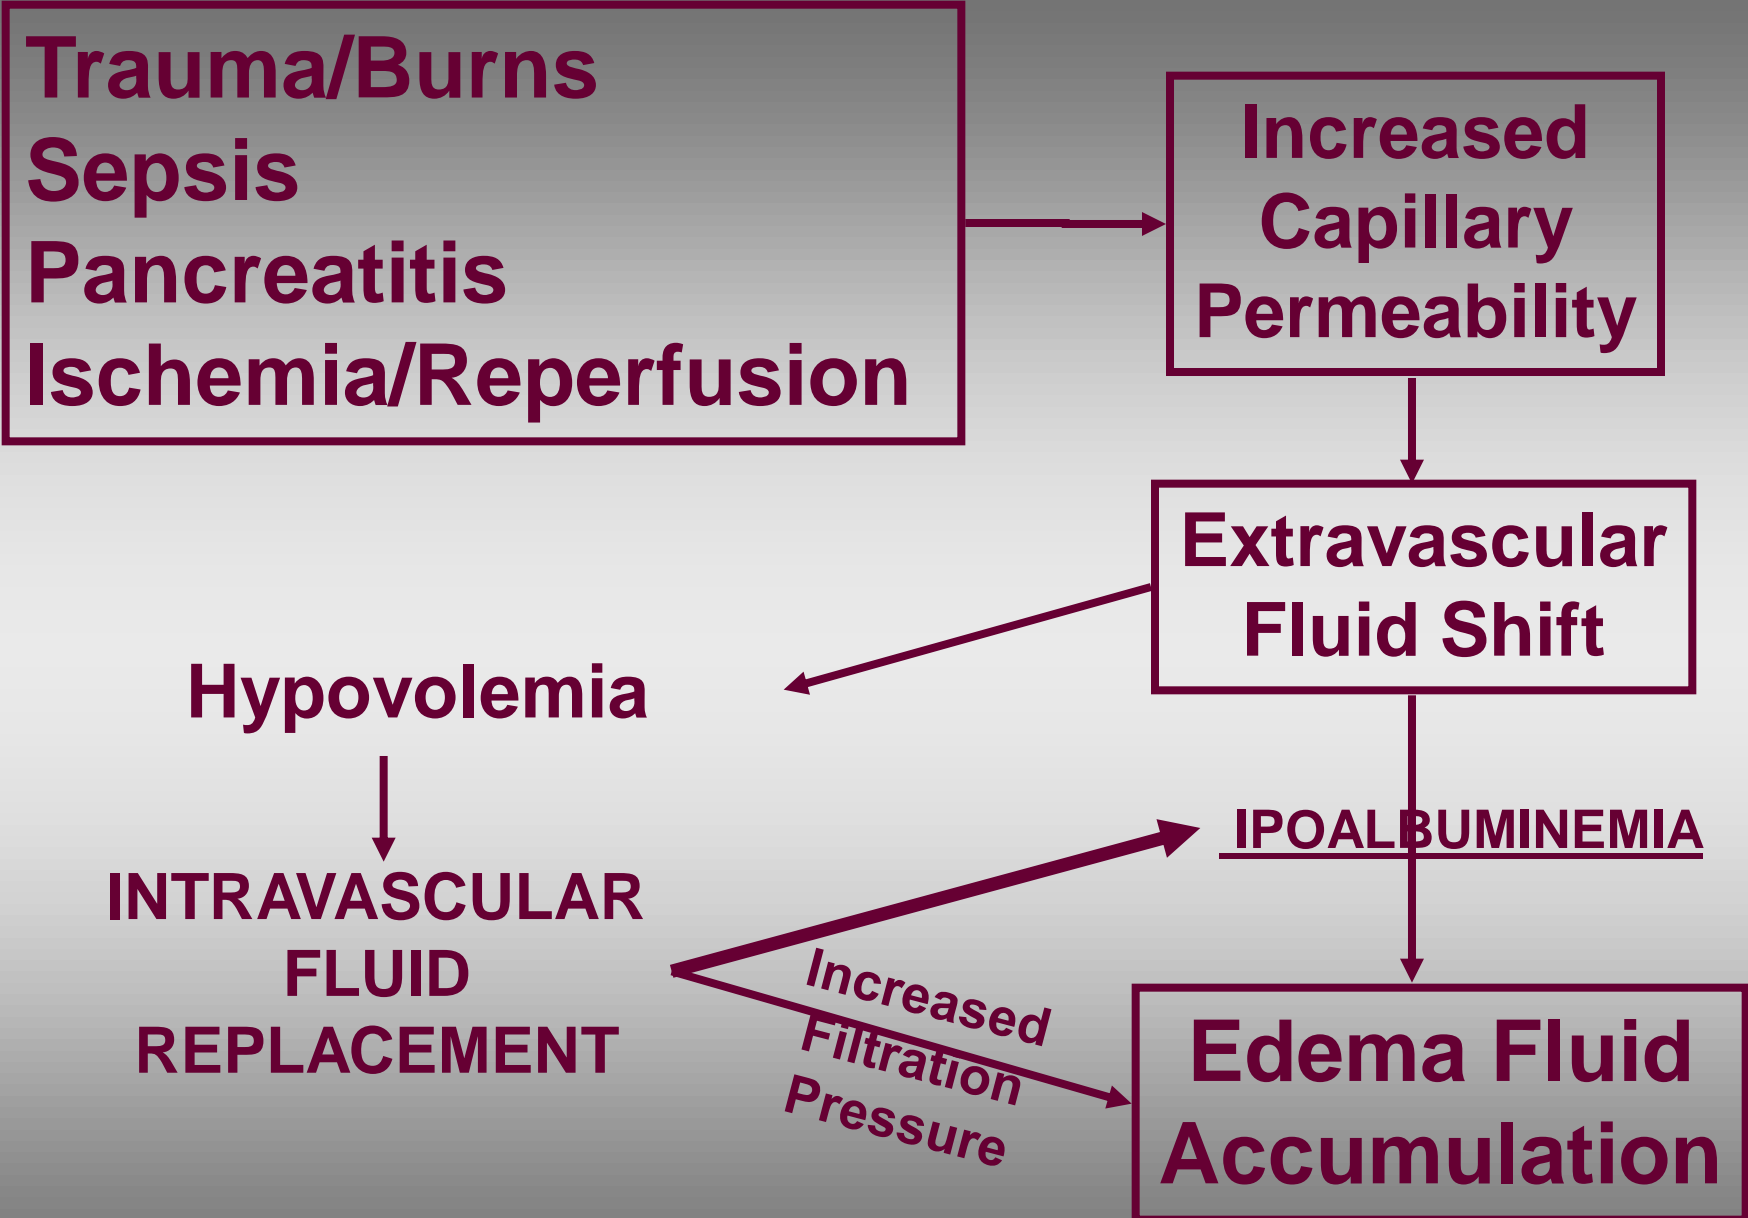 Trauma/Burns
Sepsis
Pancreatitis
Ischemia/Reperfusion
Increased
Capillary
Permeability
Extravascular
Fluid Shift
Hypovolemia
IPOALBUMINEMIA
INTRAVASCULAR
FLUID
REPLACEMENT
Increased
Filtration
Pressure
Edema Fluid
Accumulation